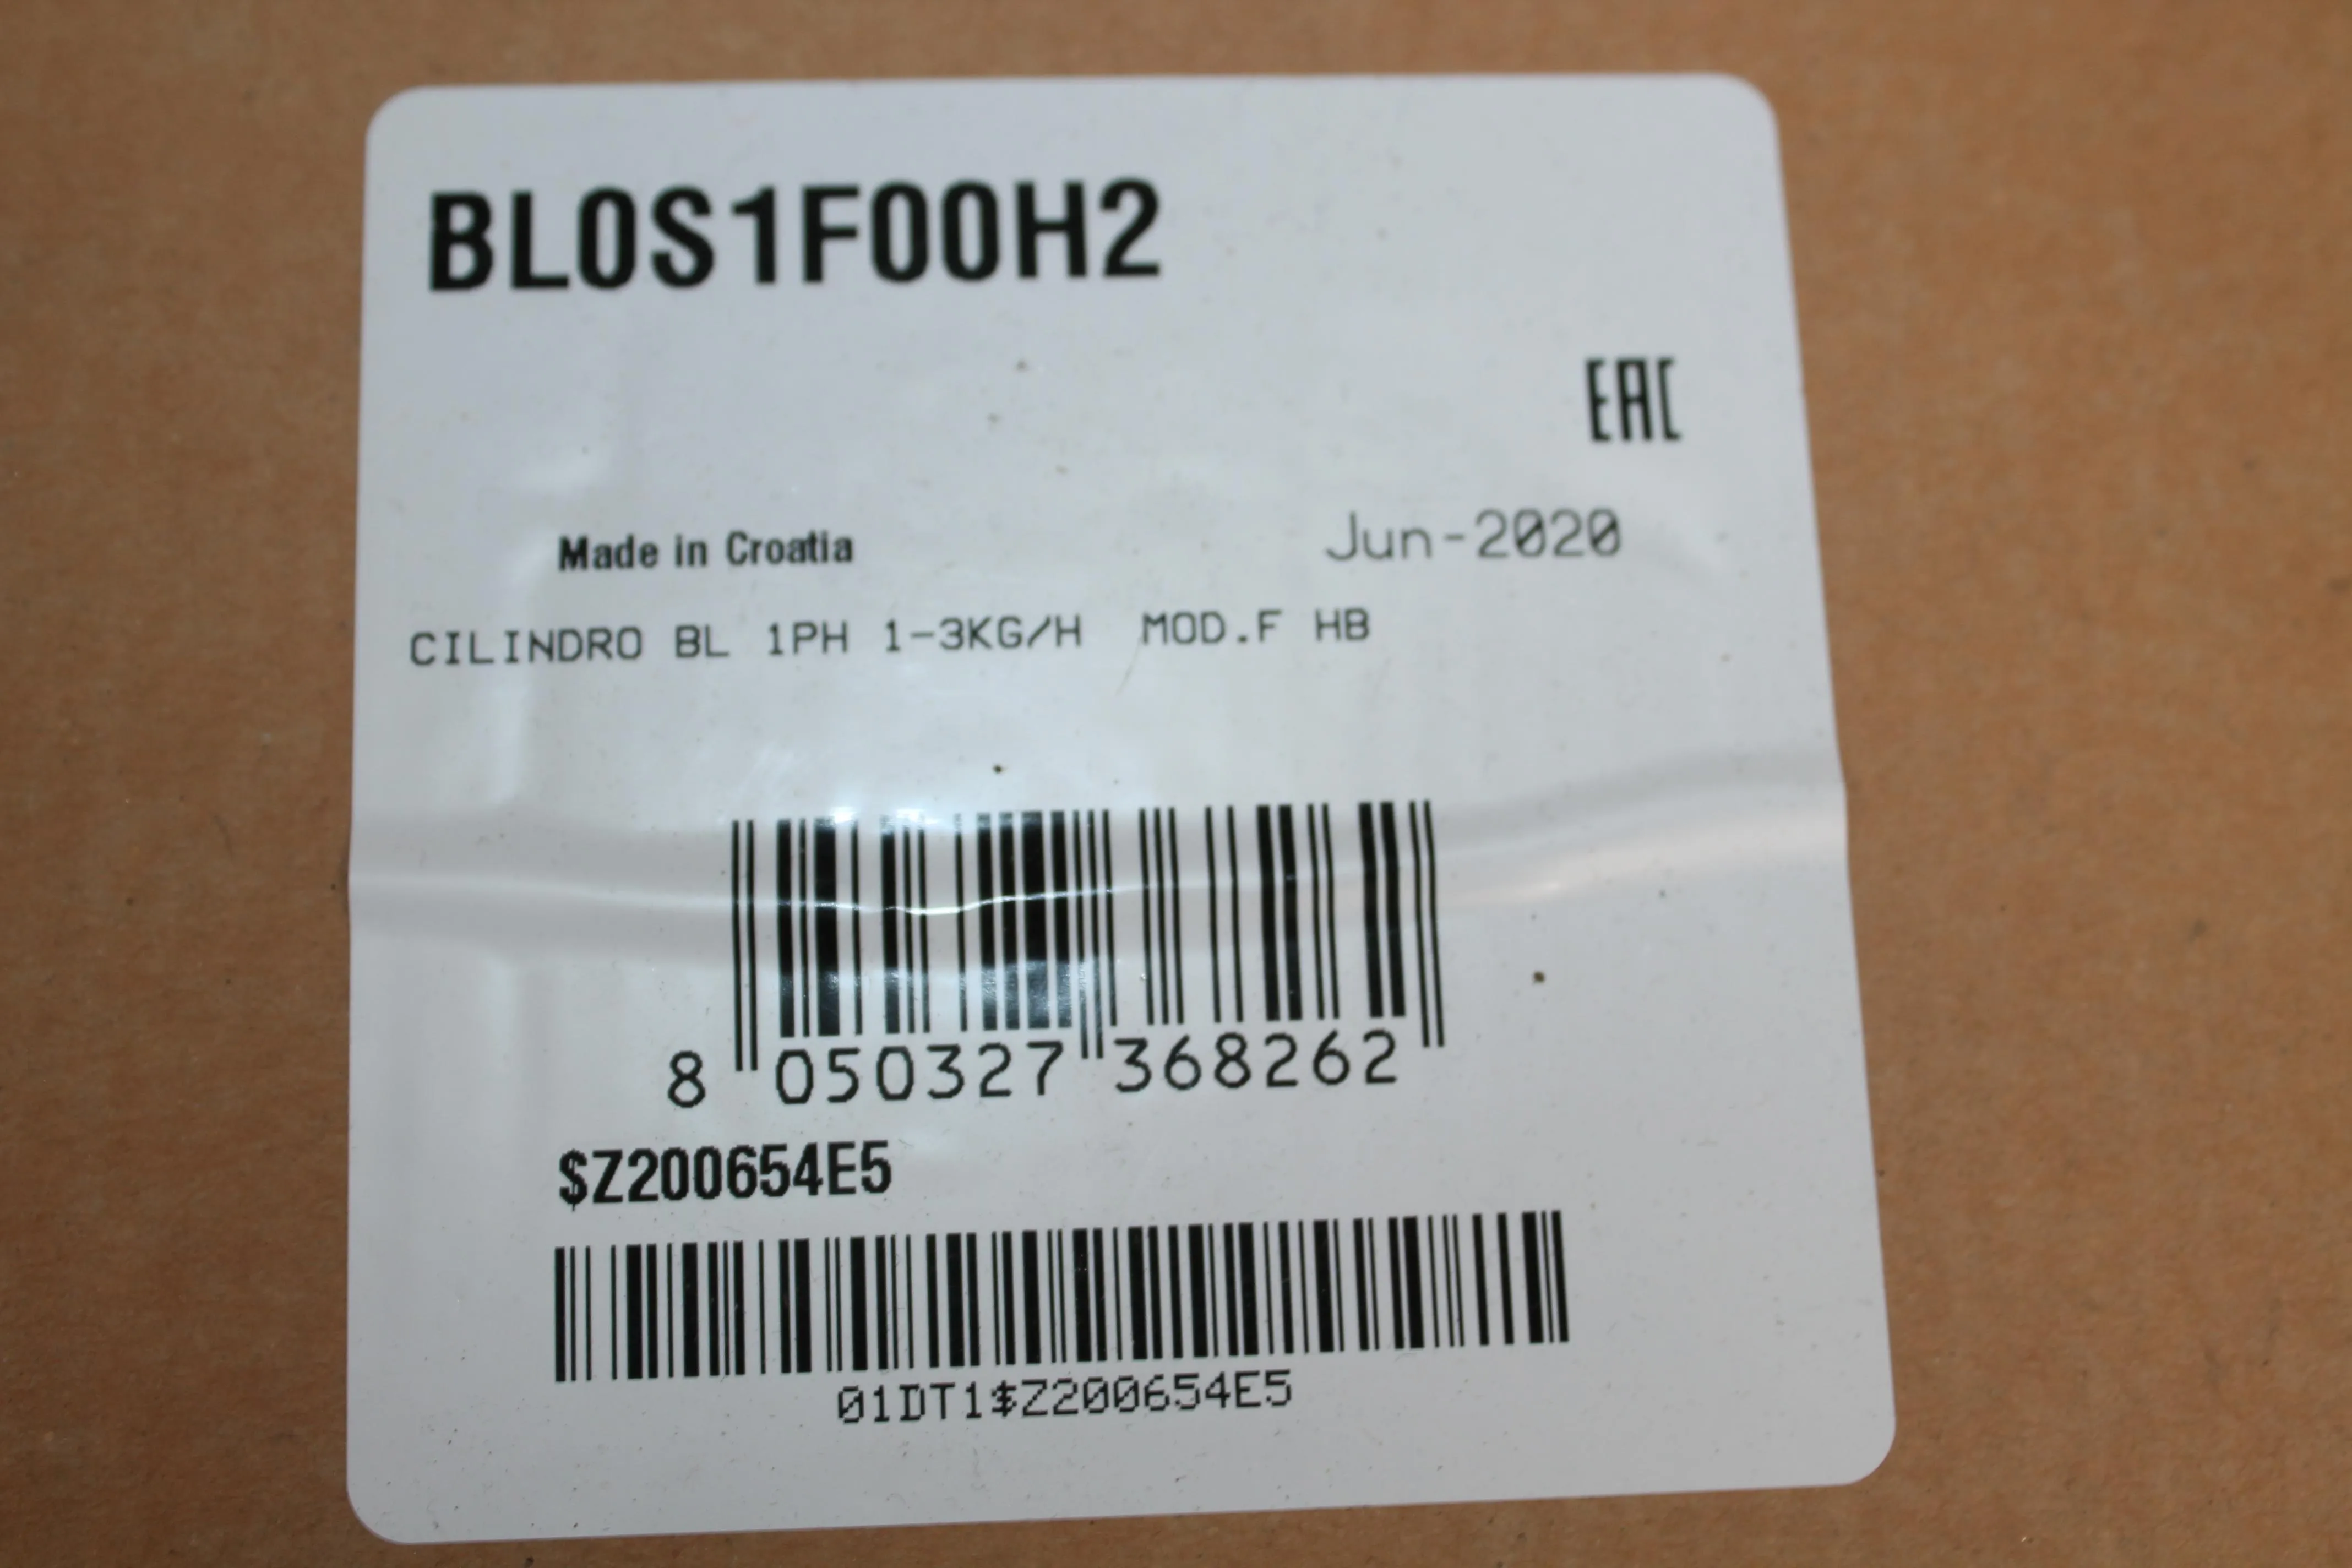 BL0S1F00H2
EAC
Made in Croatia Jun-2020
CILINDRO BL 1PH 1-3KG/H MOD.F HB
8 050327 368262
$Z200654E5
01DT1$Z200654E5